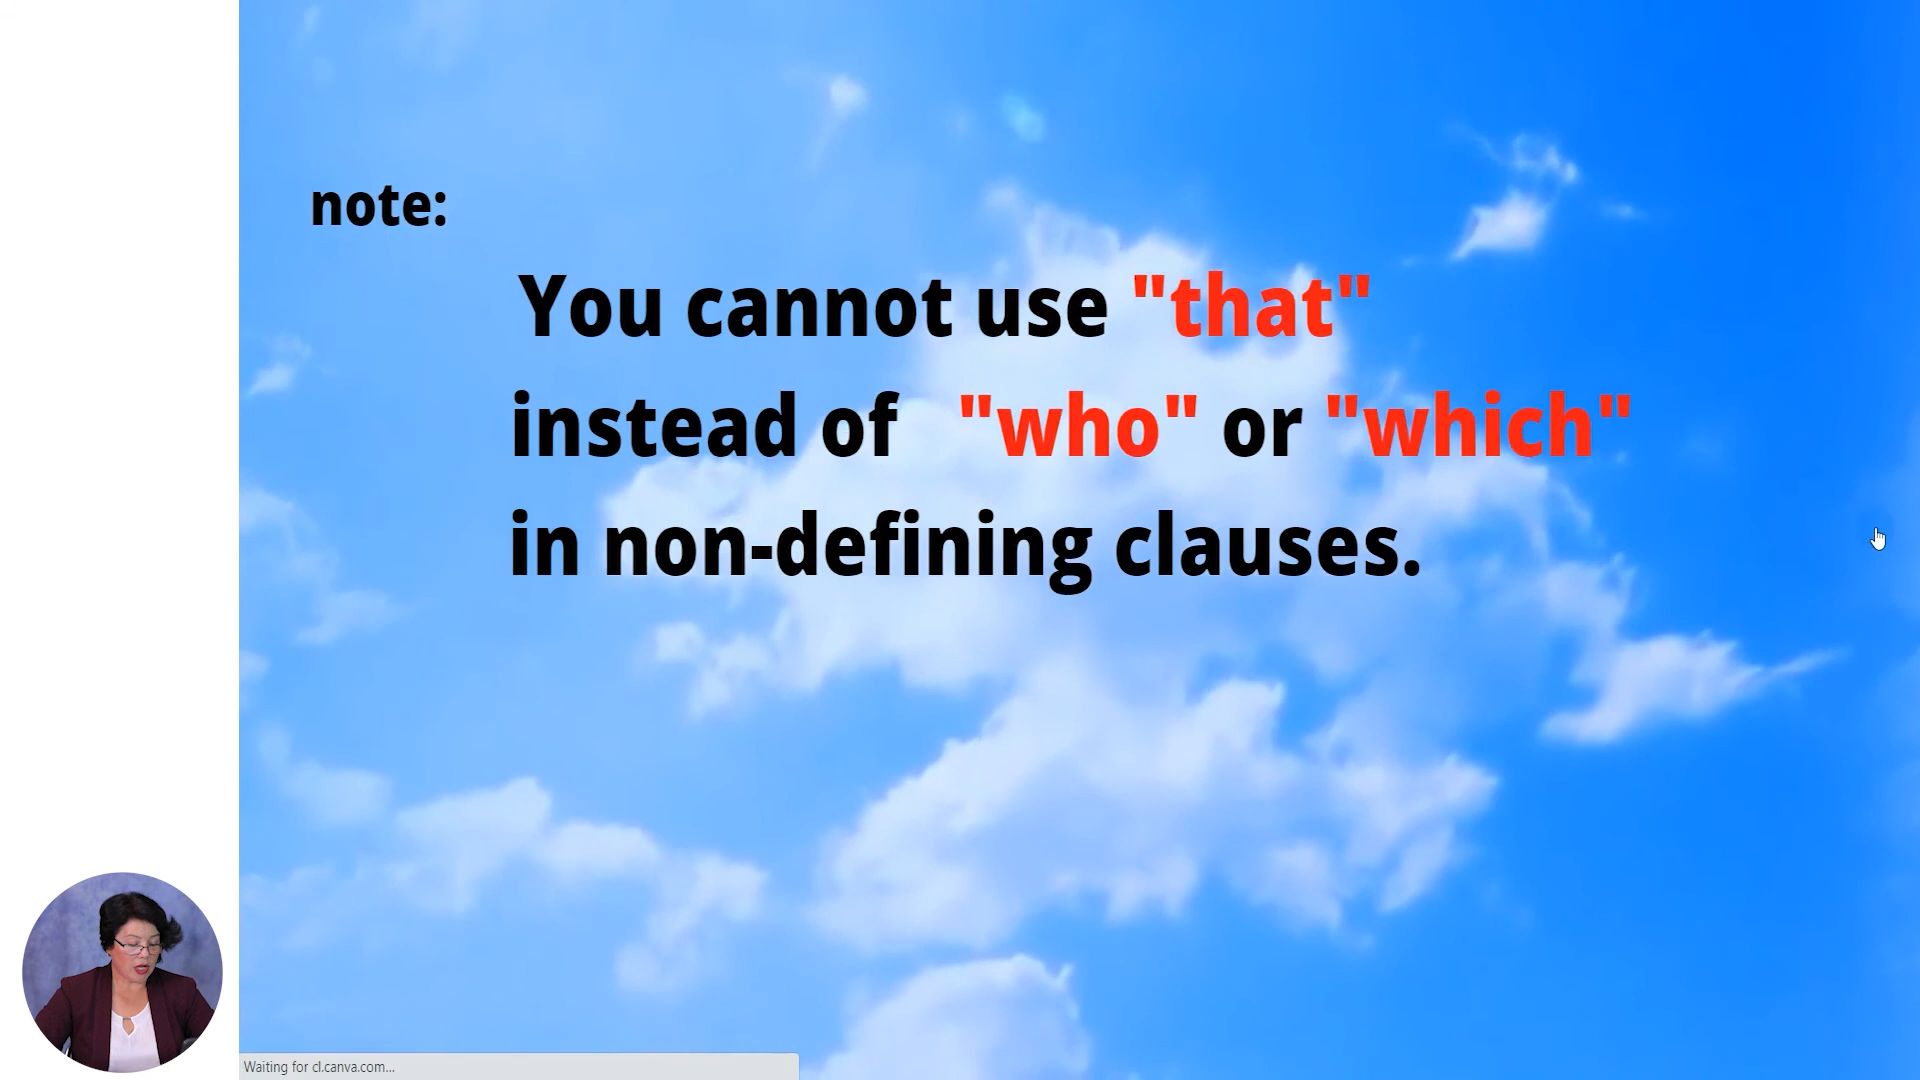 note:
You cannot use "that"
instead of "who" or "which"
in non-defining clauses.
Waiting for cl.canva.com...